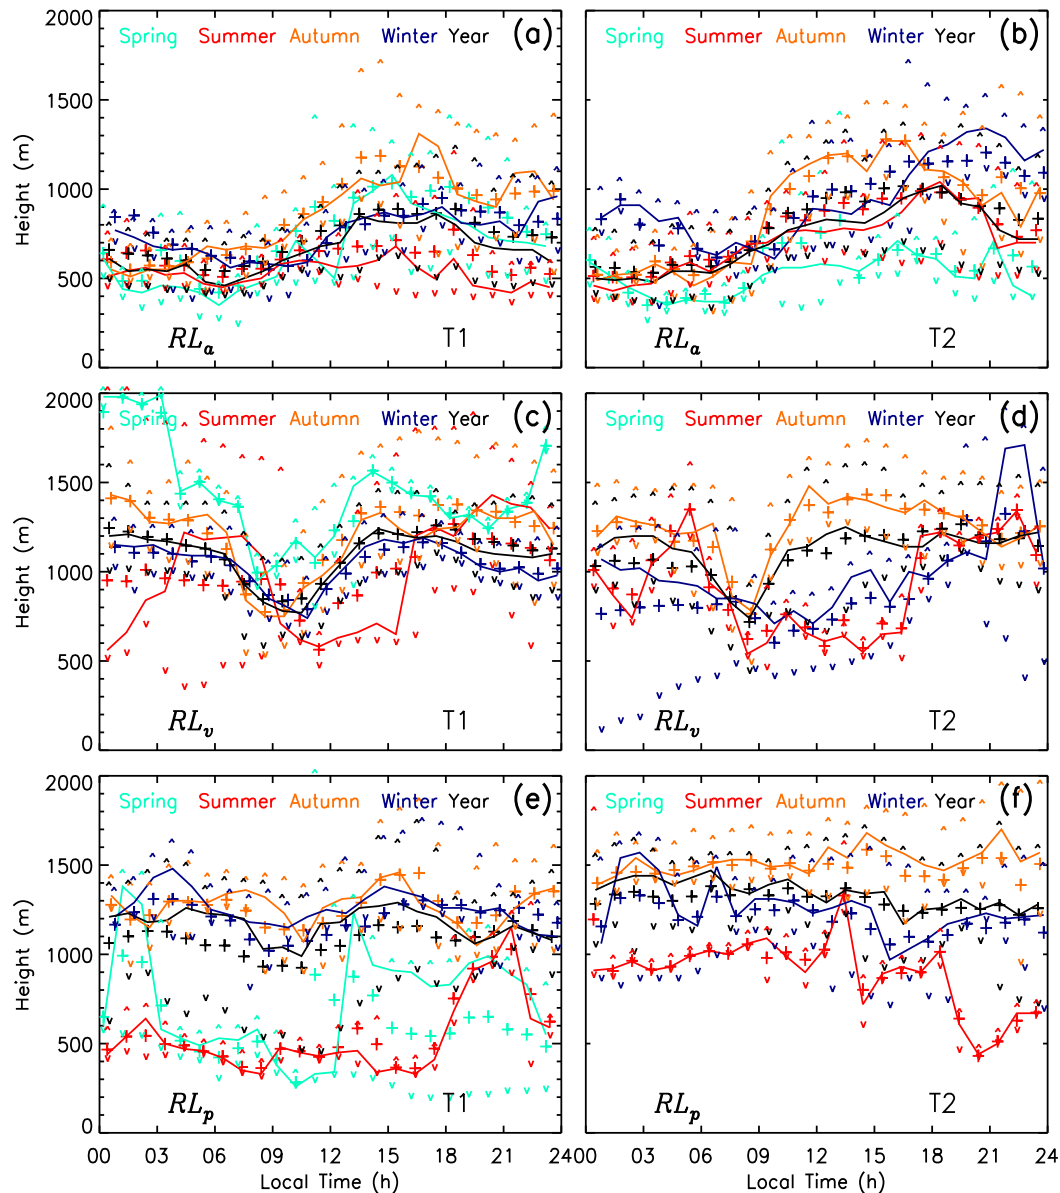 2000
1500
1000
500
0
Height (m)
Spring Summer Autumn Winter Year (a)
RLa T1
Spring Summer Autumn Winter Year (b)
RLa T2
2000
1500
1000
500
0
Height (m)
Spring Summer Autumn Winter Year (c)
RLv T1
Spring Summer Autumn Winter Year (d)
RLv T2
2000
1500
1000
500
0
Height (m)
Spring Summer Autumn Winter Year (e)
RLp T1
Spring Summer Autumn Winter Year (f)
RLp T2
00 03 06 09 12 15 18 21 2400 03 06 09 12 15 18 21 24
Local Time (h) Local Time (h)